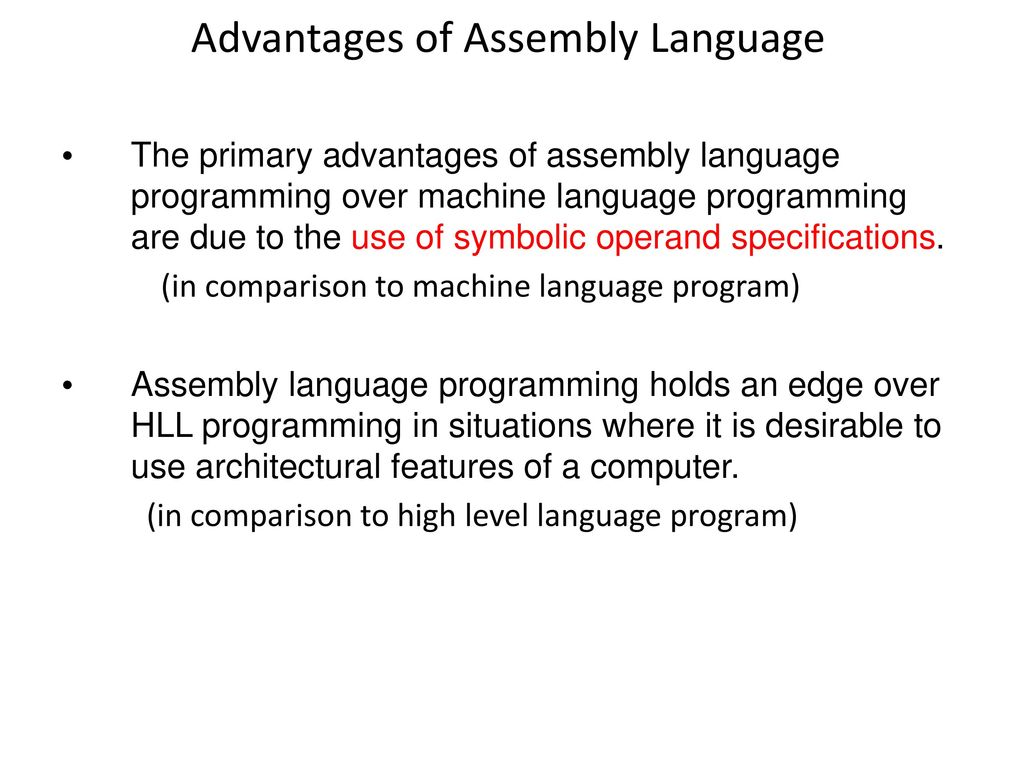 Advantages of Assembly Language
• The primary advantages of assembly language
programming over machine language programming
are due to the use of symbolic operand specifications.
(in comparison to machine language program)
• Assembly language programming holds an edge over
HLL programming in situations where it is desirable to
use architectural features of a computer.
(in comparison to high level language program)